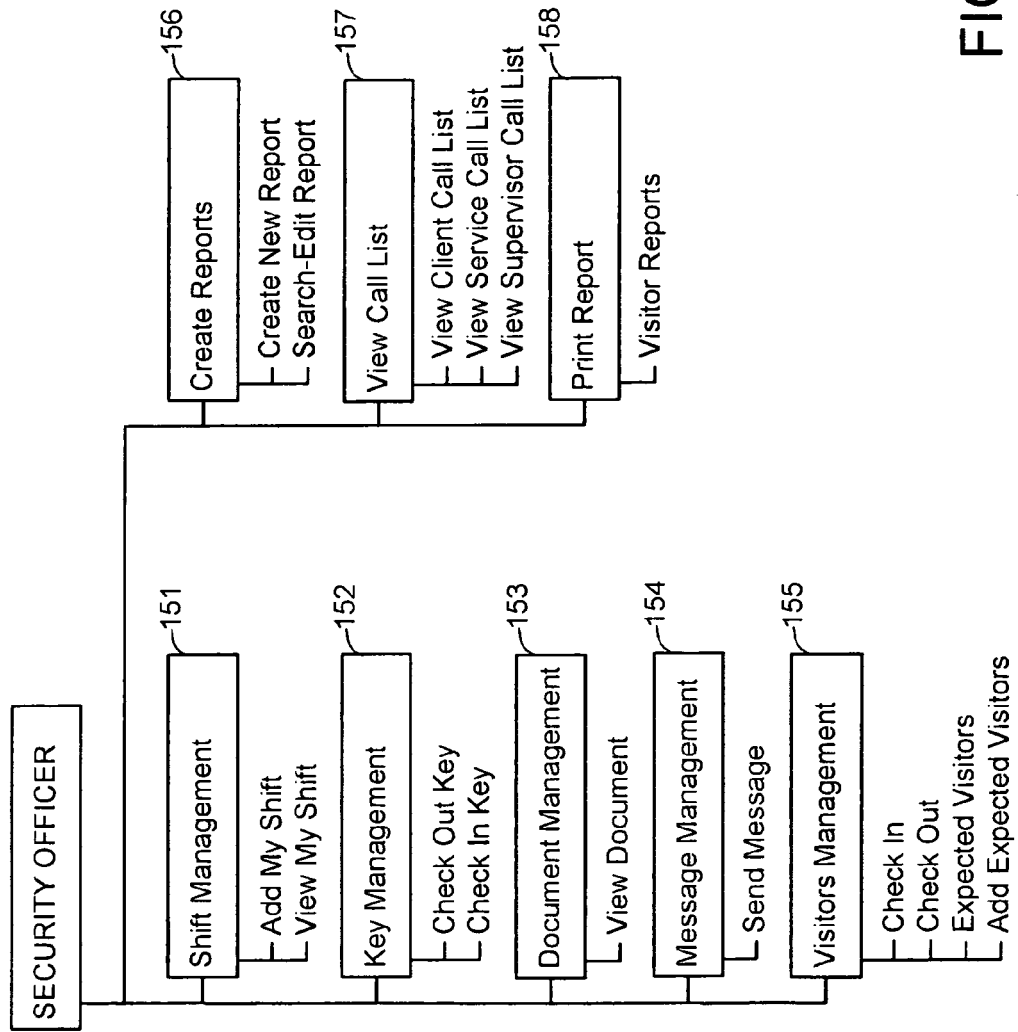 SECURITY OFFICER
Shift Management
151
Add My Shift
View My Shift
Key Management
152
Check Out Key
Check In Key
Document Management
153
View Document
Message Management
154
Send Message
Visitors Management
155
Check In
Check Out
Expected Visitors
Add Expected Visitors
Create Reports
156
Create New Report
Search-Edit Report
View Call List
157
View Client Call List
View Service Call List
View Supervisor Call List
Print Report
158
Visitor Reports